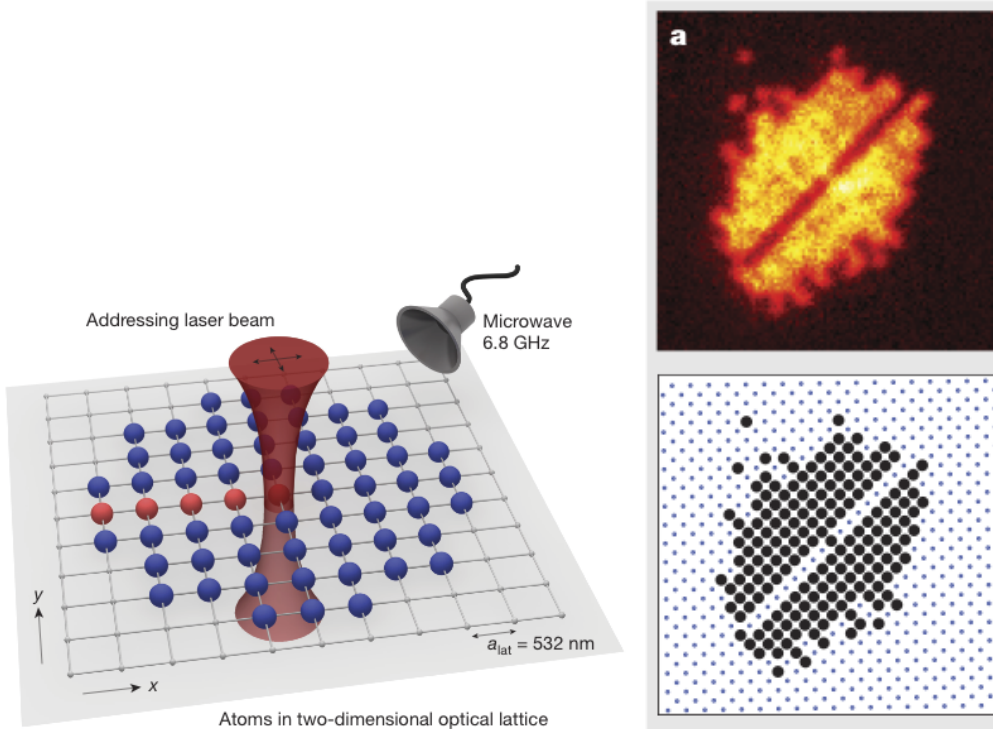 a
Addressing laser beam
Microwave
6.8 GHz
y
x
a_lat = 532 nm
Atoms in two-dimensional optical lattice